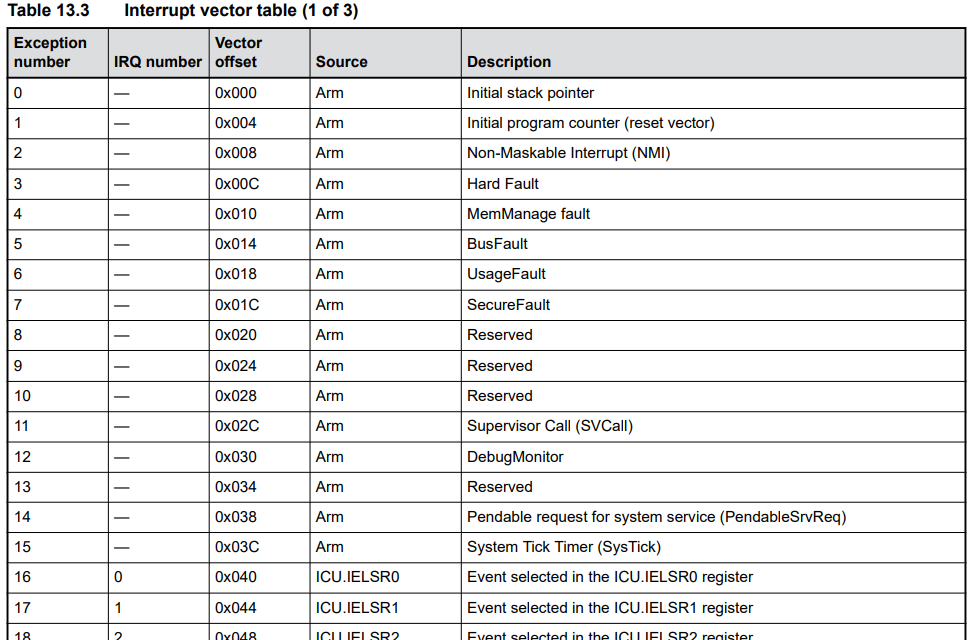 Table 13.3 Interrupt vector table (1 of 3)
Exception number IRQ number Vector offset Source Description
0 — 0x000 Arm Initial stack pointer
1 — 0x004 Arm Initial program counter (reset vector)
2 — 0x008 Arm Non-Maskable Interrupt (NMI)
3 — 0x00C Arm Hard Fault
4 — 0x010 Arm MemManage fault
5 — 0x014 Arm BusFault
6 — 0x018 Arm UsageFault
7 — 0x01C Arm SecureFault
8 — 0x020 Arm Reserved
9 — 0x024 Arm Reserved
10 — 0x028 Arm Reserved
11 — 0x02C Arm Supervisor Call (SVCall)
12 — 0x030 Arm DebugMonitor
13 — 0x034 Arm Reserved
14 — 0x038 Arm Pendable request for system service (PendableSrvReq)
15 — 0x03C Arm System Tick Timer (SysTick)
16 0 0x040 ICU.IELSR0 Event selected in the ICU.IELSR0 register
17 1 0x044 ICU.IELSR1 Event selected in the ICU.IELSR1 register
18 2 0x048 ICU.IELSR2 Event selected in the ICU.IELSR2 register